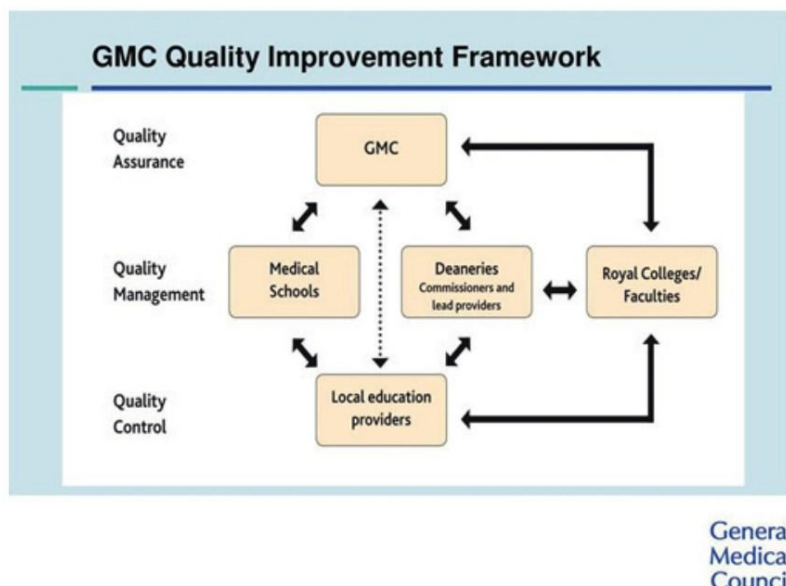 GMC Quality Improvement Framework
Quality
Assurance
GMC
Quality
Management
Medical
Schools
Deaneries
Commissioners and
lead providers
Royal Colleges/
Faculties
Quality
Control
Local education
providers
Genera
Medica
Counci